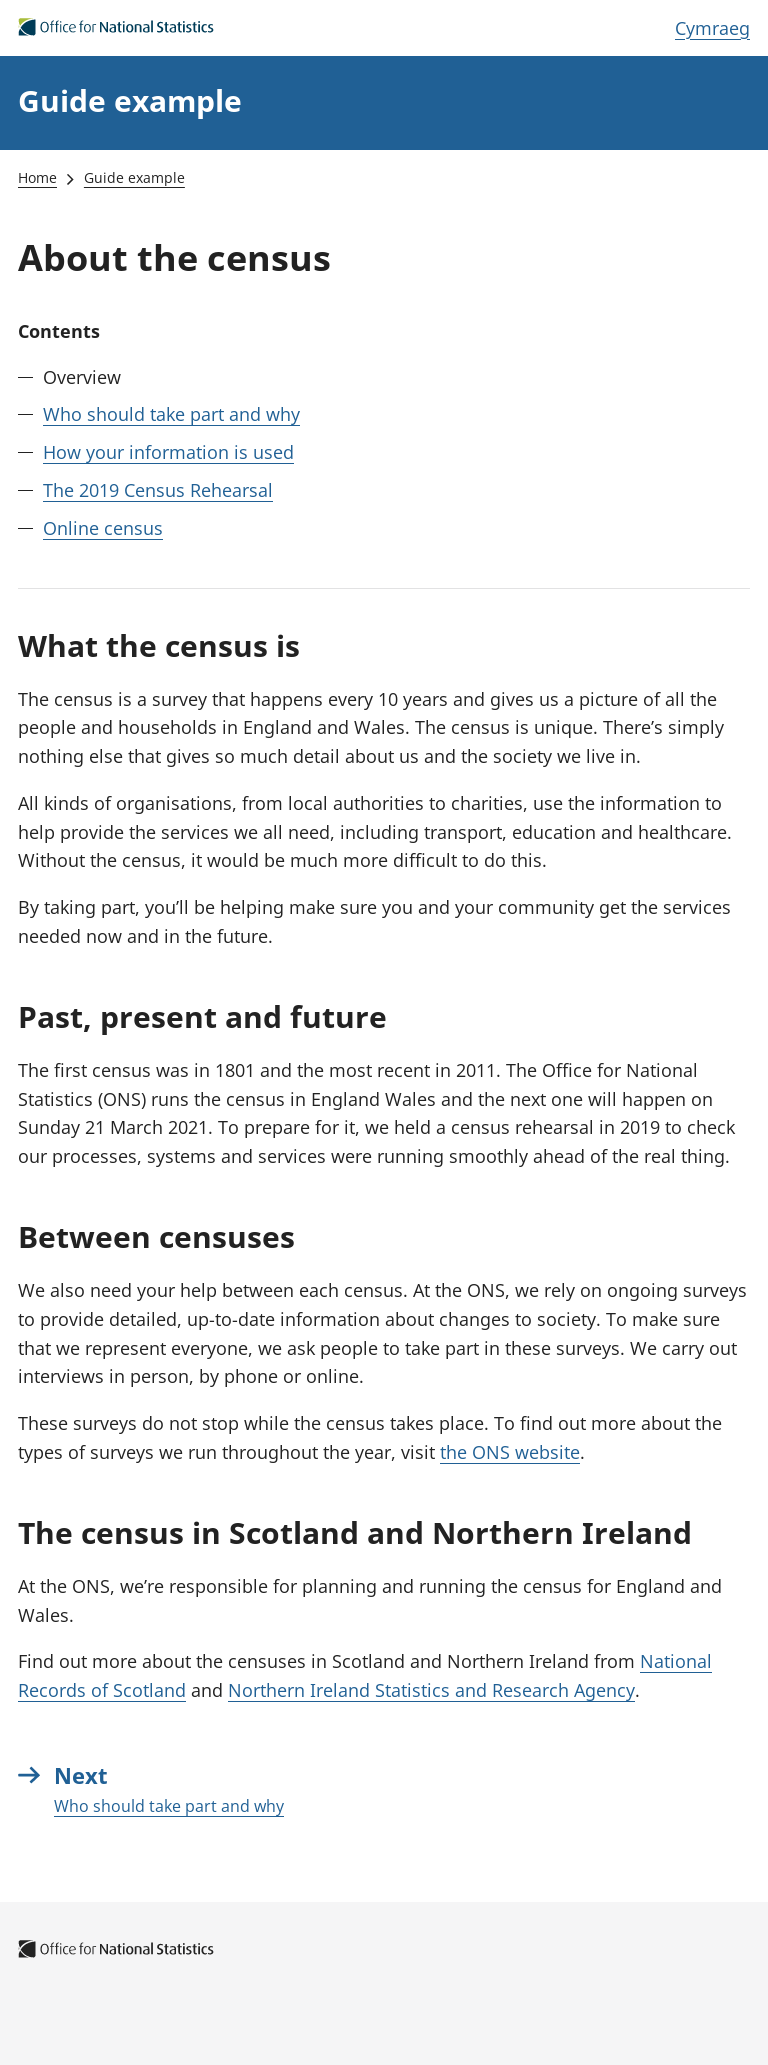 Office for National Statistics
Cymraeg
Guide example
Home
Guide example
About the census
Contents
— Overview
— Who should take part and why
— How your information is used
— The 2019 Census Rehearsal
— Online census
What the census is
The census is a survey that happens every 10 years and gives us a picture of all the
people and households in England and Wales. The census is unique. There’s simply
nothing else that gives so much detail about us and the society we live in.
All kinds of organisations, from local authorities to charities, use the information to
help provide the services we all need, including transport, education and healthcare.
Without the census, it would be much more difficult to do this.
By taking part, you’ll be helping make sure you and your community get the services
needed now and in the future.
Past, present and future
The first census was in 1801 and the most recent in 2011. The Office for National
Statistics (ONS) runs the census in England Wales and the next one will happen on
Sunday 21 March 2021. To prepare for it, we held a census rehearsal in 2019 to check
our processes, systems and services were running smoothly ahead of the real thing.
Between censuses
We also need your help between each census. At the ONS, we rely on ongoing surveys
to provide detailed, up-to-date information about changes to society. To make sure
that we represent everyone, we ask people to take part in these surveys. We carry out
interviews in person, by phone or online.
These surveys do not stop while the census takes place. To find out more about the
types of surveys we run throughout the year, visit the ONS website.
The census in Scotland and Northern Ireland
At the ONS, we’re responsible for planning and running the census for England and
Wales.
Find out more about the censuses in Scotland and Northern Ireland from National
Records of Scotland and Northern Ireland Statistics and Research Agency.
Next
Who should take part and why
Office for National Statistics